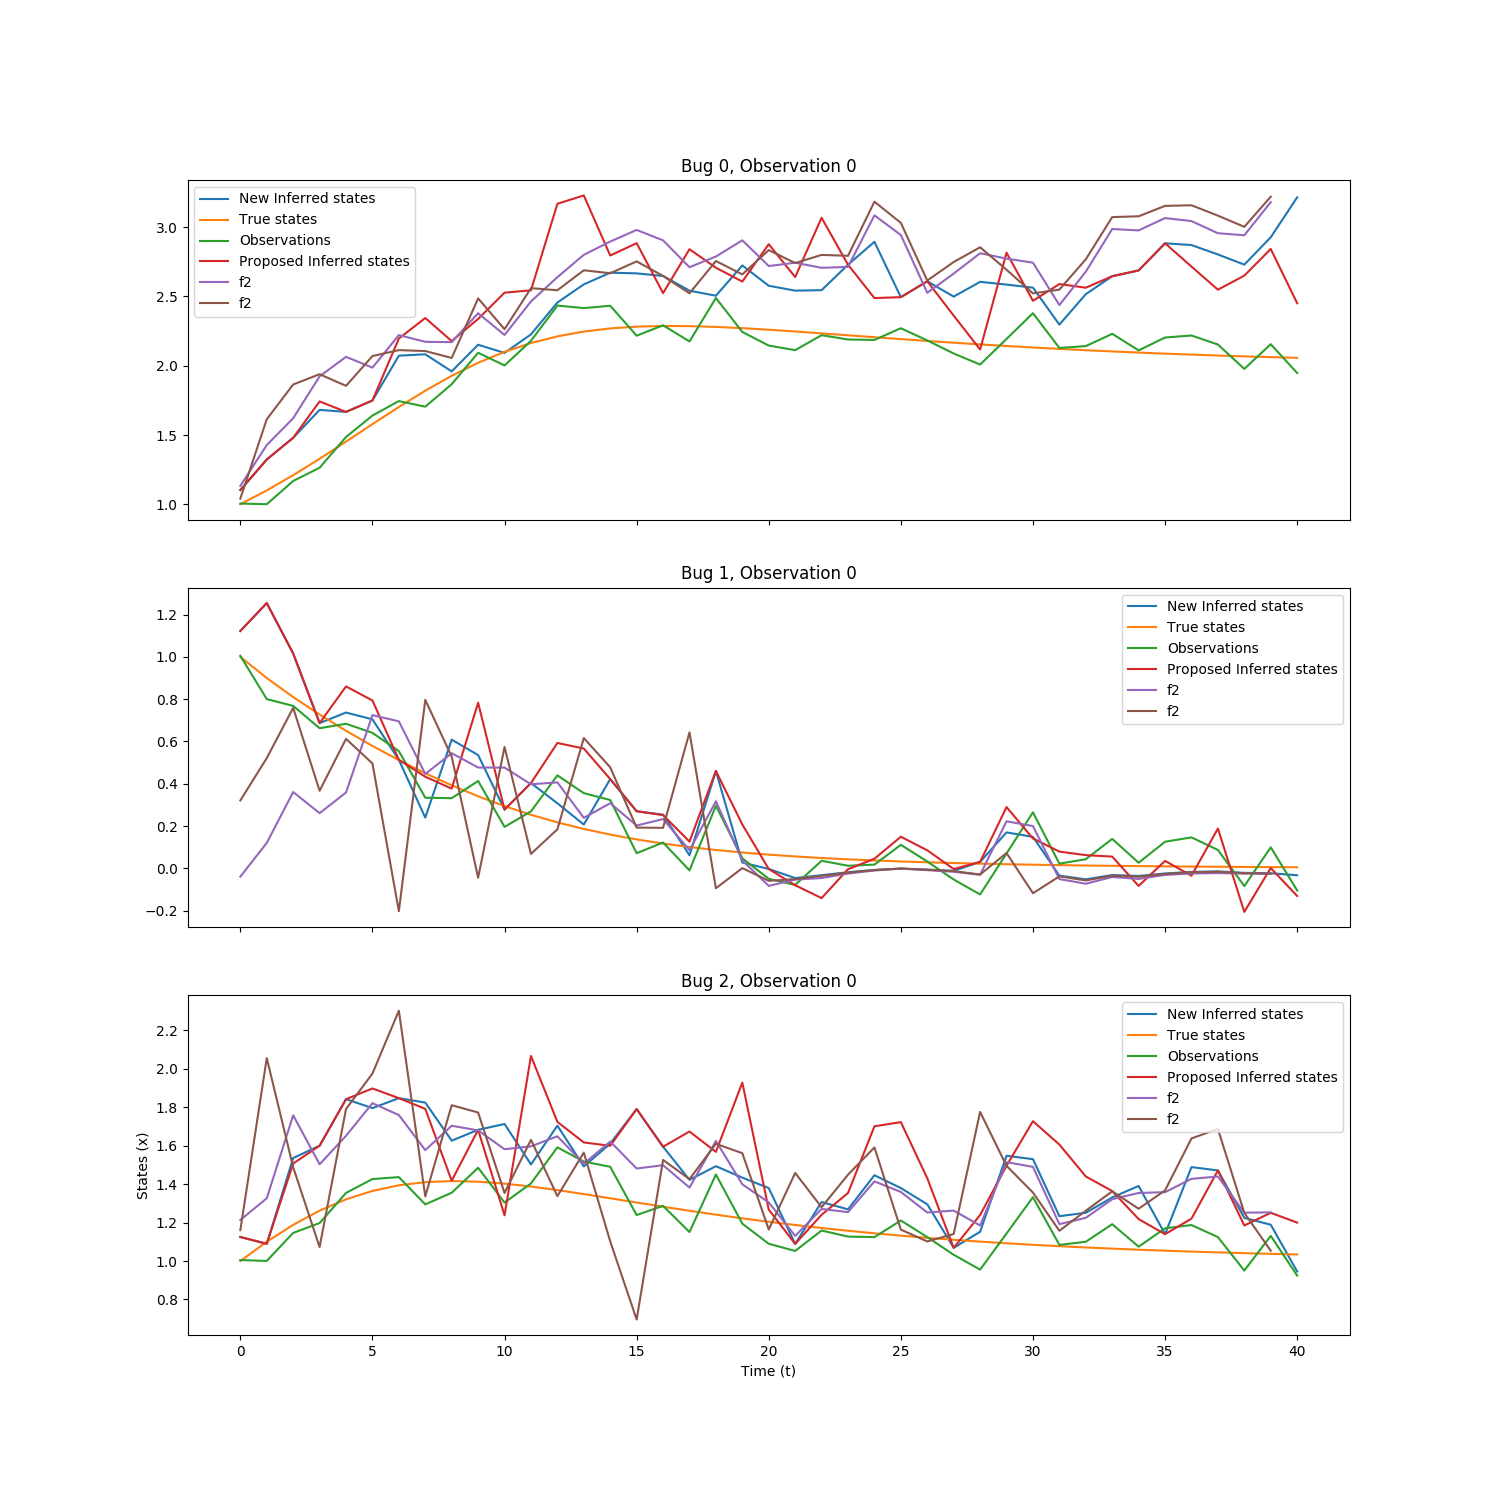 Bug 0, Observation 0
New Inferred states
True states
Observations
Proposed Inferred states
f2
f2
3.0
2.5
2.0
1.5
1.0
Bug 1, Observation 0
New Inferred states
True states
Observations
Proposed Inferred states
f2
f2
1.2
1.0
0.8
0.6
0.4
0.2
0.0
−0.2
Bug 2, Observation 0
New Inferred states
True states
Observations
Proposed Inferred states
f2
f2
States (x)
2.2
2.0
1.8
1.6
1.4
1.2
1.0
0.8
0 5 10 15 20 25 30 35 40
Time (t)